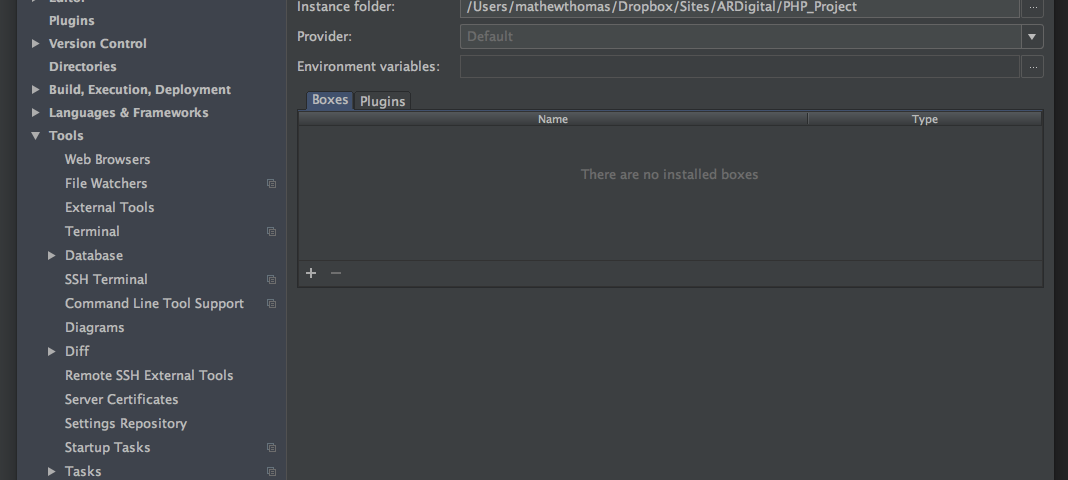 Editor
Instance folder: /Users/mathewthomas/Dropbox/Sites/ARDigital/PHP_Project ...
Plugins
Provider: Default
Version Control
Directories
Environment variables: ...
Build, Execution, Deployment
Boxes Plugins
Languages & Frameworks
Name Type
Tools
Web Browsers
There are no installed boxes
File Watchers
External Tools
Terminal
Database
SSH Terminal
Command Line Tool Support
Diagrams
Diff
Remote SSH External Tools
Server Certificates
Settings Repository
Startup Tasks
Tasks